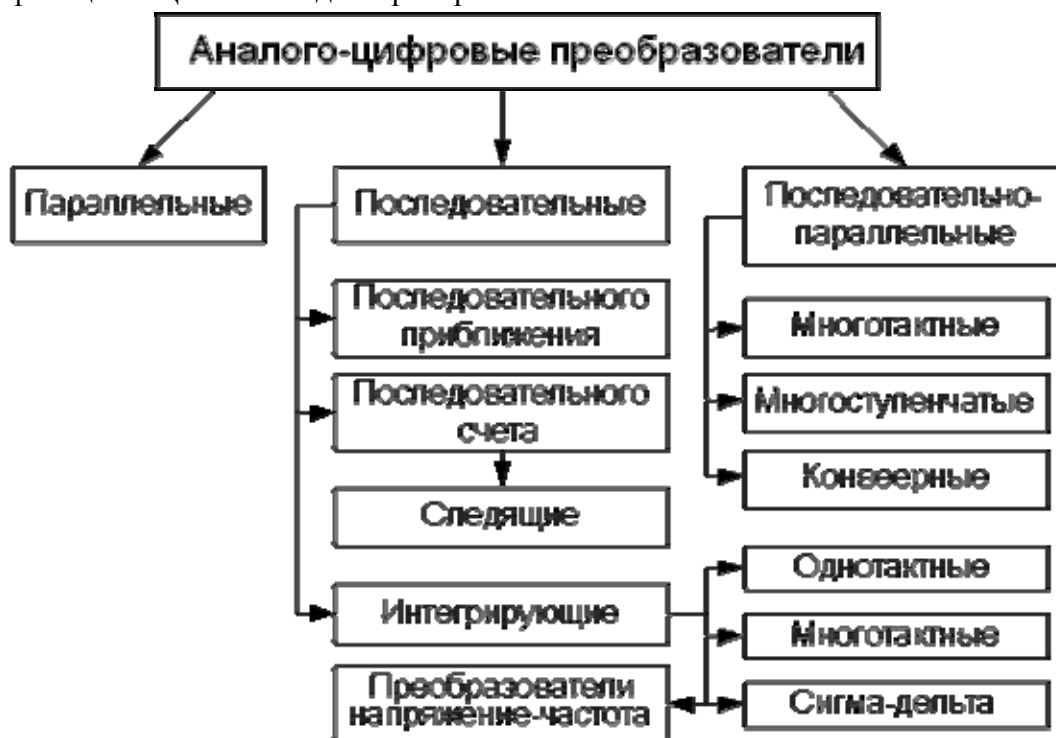 Аналого-цифровые преобразователи
Параллельные
Последовательные
Последовательно-
параллельные
Последовательного
приближения
Многотактные
Последовательного
счета
Многоступенчатые
Следящие
Конвеерные
Интегрирующие
Однотактные
Многотактные
Преобразователи
напряжение-частота
Сигма-дельта